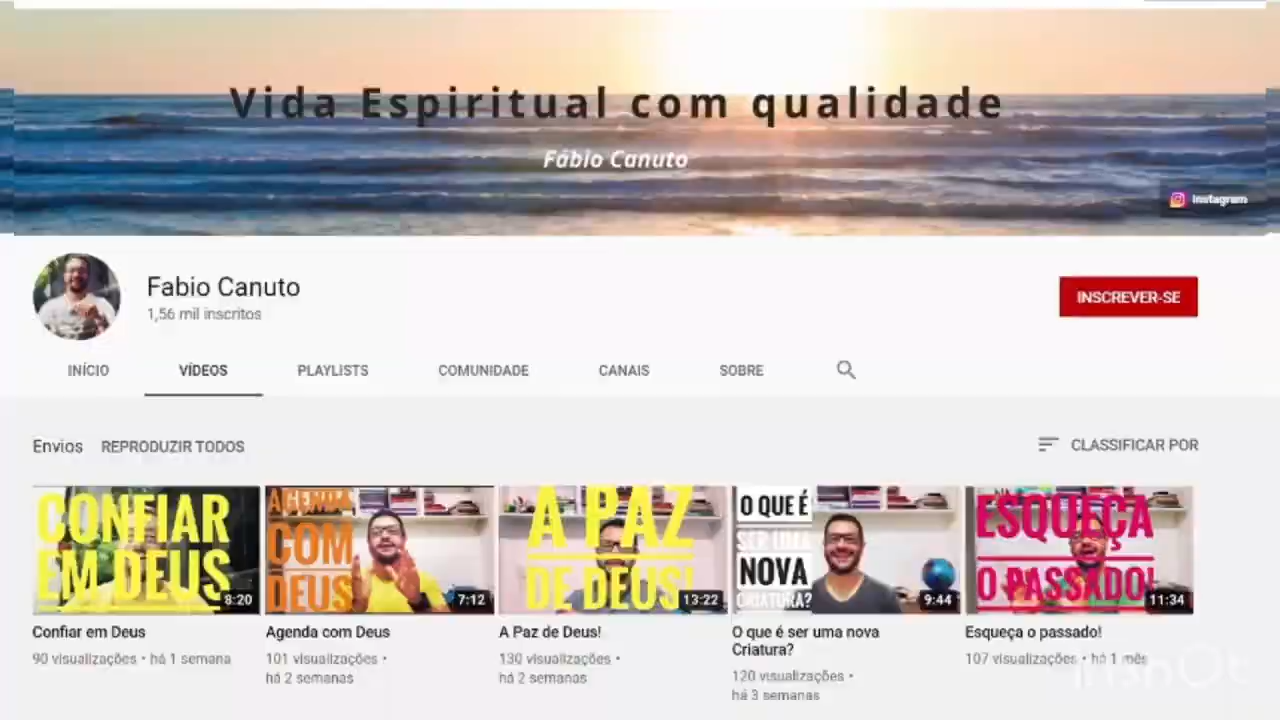 Vida Espiritual com qualidade
Fábio Canuto
Instagram
Fabio Canuto
1,56 mil inscritos
INSCREVER-SE
INÍCIO VÍDEOS PLAYLISTS COMUNIDADE CANAIS SOBRE
Envios REPRODUZIR TODOS
CLASSIFICAR POR
CONFIAR
EM DEUS
8:20
AGENDA
COM
DEUS
7:12
A PAZ
DE DEUS!
13:22
O QUE É
SER UMA
NOVA
CRIATURA?
9:44
ESQUEÇA
O PASSADO!
11:34
Confiar em Deus
90 visualizações • há 1 semana
Agenda com Deus
101 visualizações •
há 2 semanas
A Paz de Deus!
130 visualizações •
há 2 semanas
O que é ser uma nova
Criatura?
120 visualizações •
há 3 semanas
Esqueça o passado!
107 visualizações • há 1 mês
InShOt